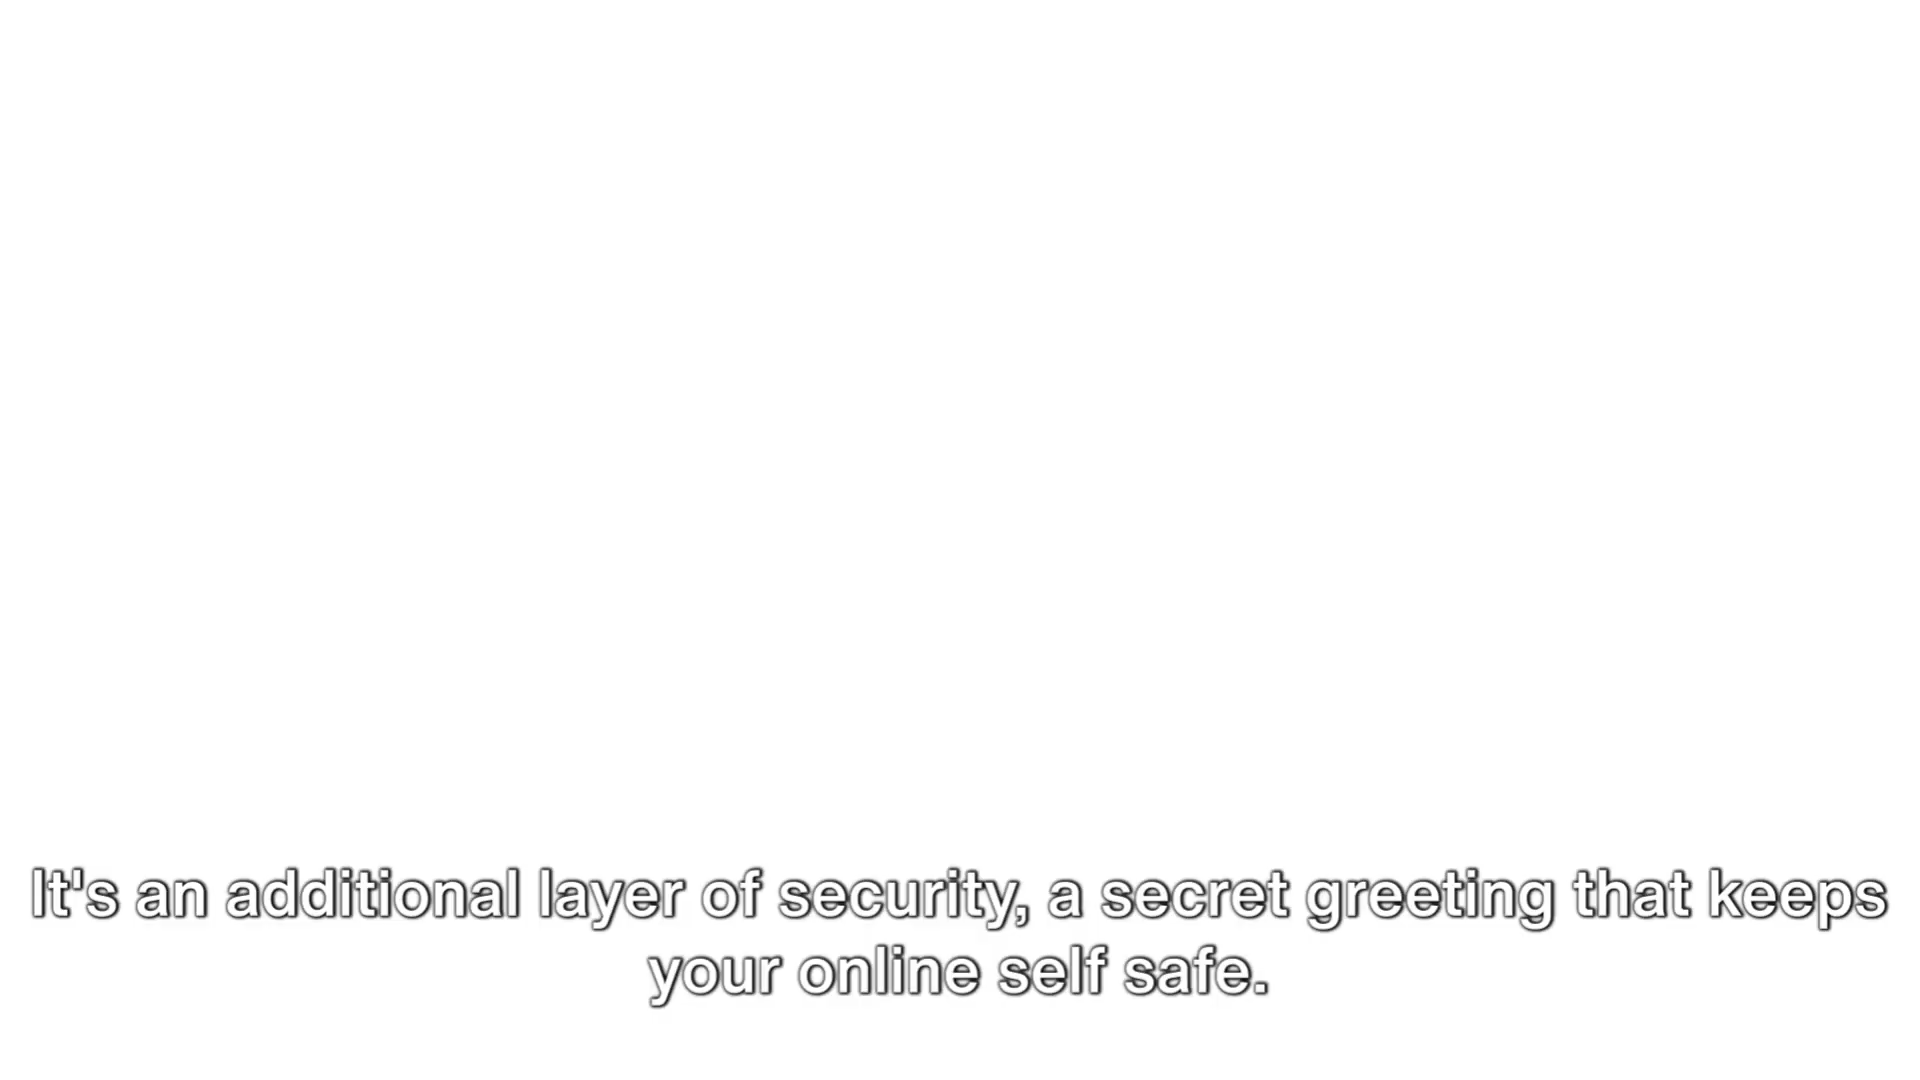 It's an additional layer of security, a secret greeting that keeps
your online self safe.